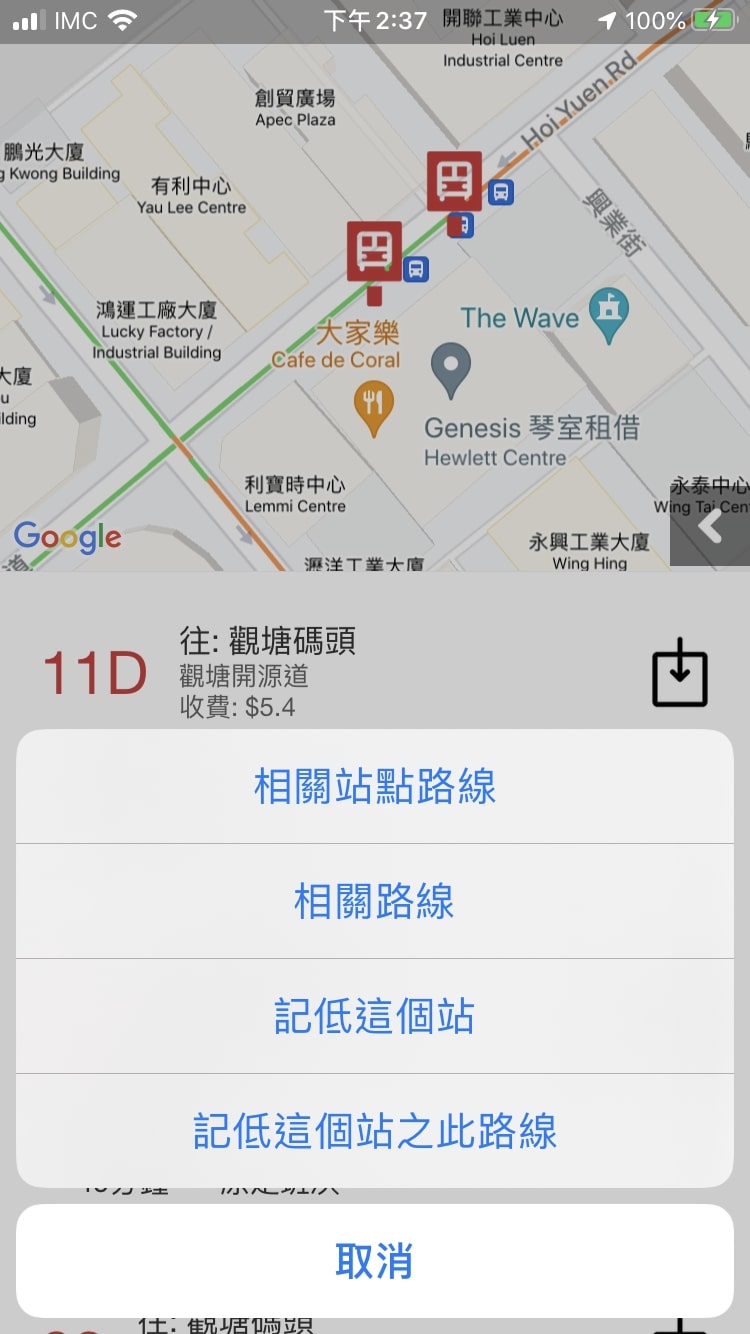 IMC
下午2:37
100%
開聯工業中心
Hoi Luen
Industrial Centre
Hoi Yuen Rd
創貿廣場
Apec Plaza
鵬光大廈
g Kwong Building
有利中心
Yau Lee Centre
興業街
鴻運工廠大廈
Lucky Factory /
Industrial Building
The Wave
大家樂
Cafe de Coral
大廈
u
ilding
Genesis 琴室租借
Hewlett Centre
利寶時中心
Lemmi Centre
永泰中心
Wing Tai Cen
Google
永興工業大廈
Wing Hing
瀝洋工業大廈
道
11D
往: 觀塘碼頭
觀塘開源道
收費: $5.4
相關站點路線
相關路線
記低這個站
記低這個站之此路線
取消
往: 觀塘碼頭